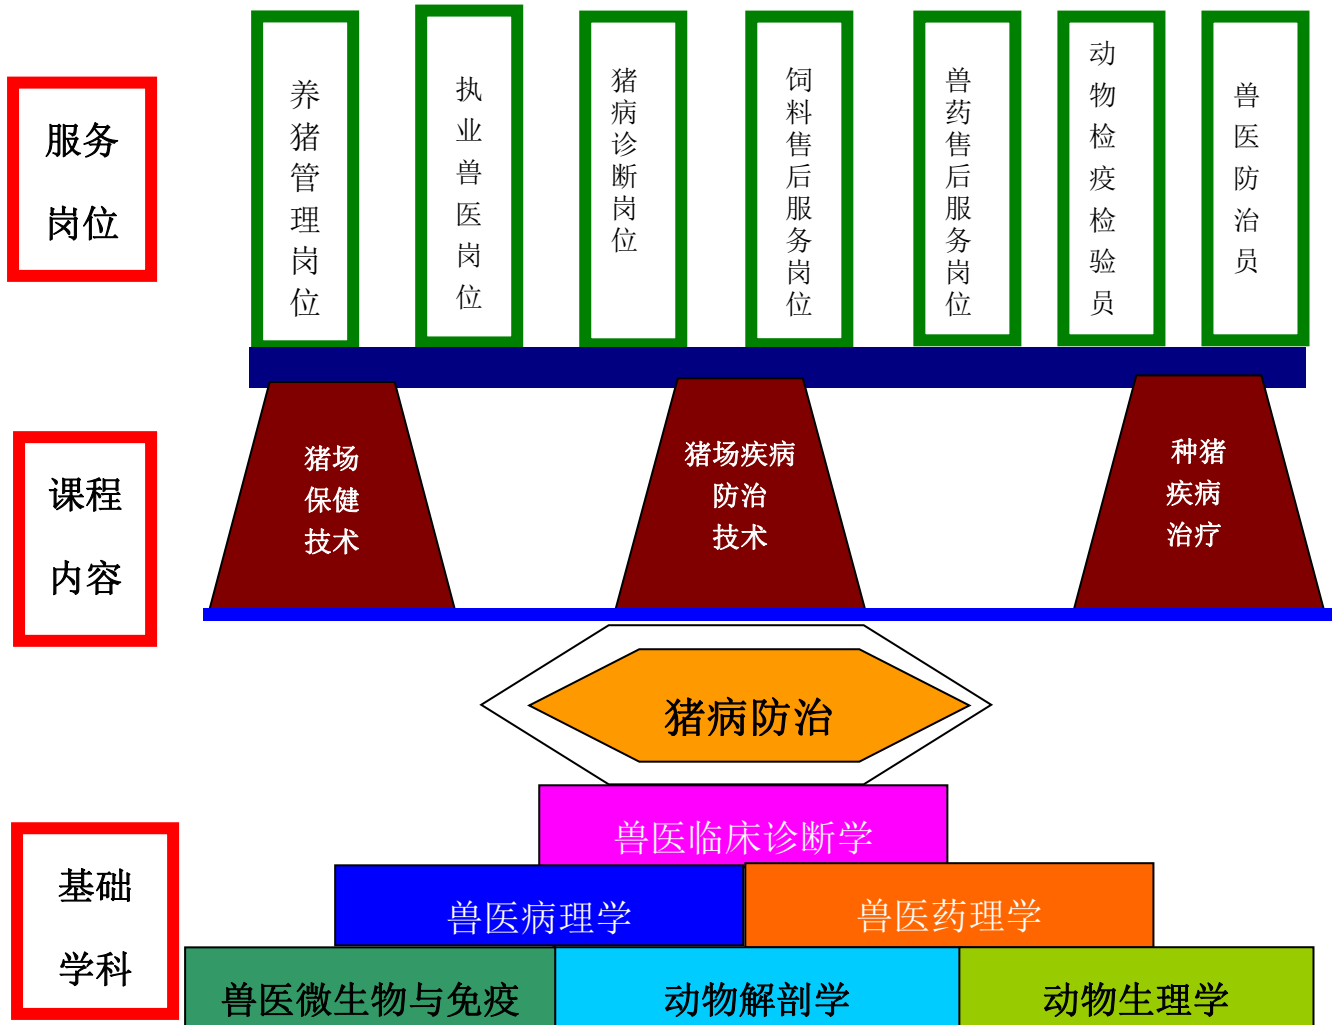 服务
岗位
养猪管理岗位
执业兽医岗位
猪病诊断岗位
饲料售后服务岗位
兽药售后服务岗位
动物检疫检验员
兽医防治员
课程
内容
猪场
保健
技术
猪场疾病
防治
技术
种猪
疾病
治疗
猪病防治
基础
学科
兽医临床诊断学
兽医病理学
兽医药理学
兽医微生物与免疫
动物解剖学
动物生理学